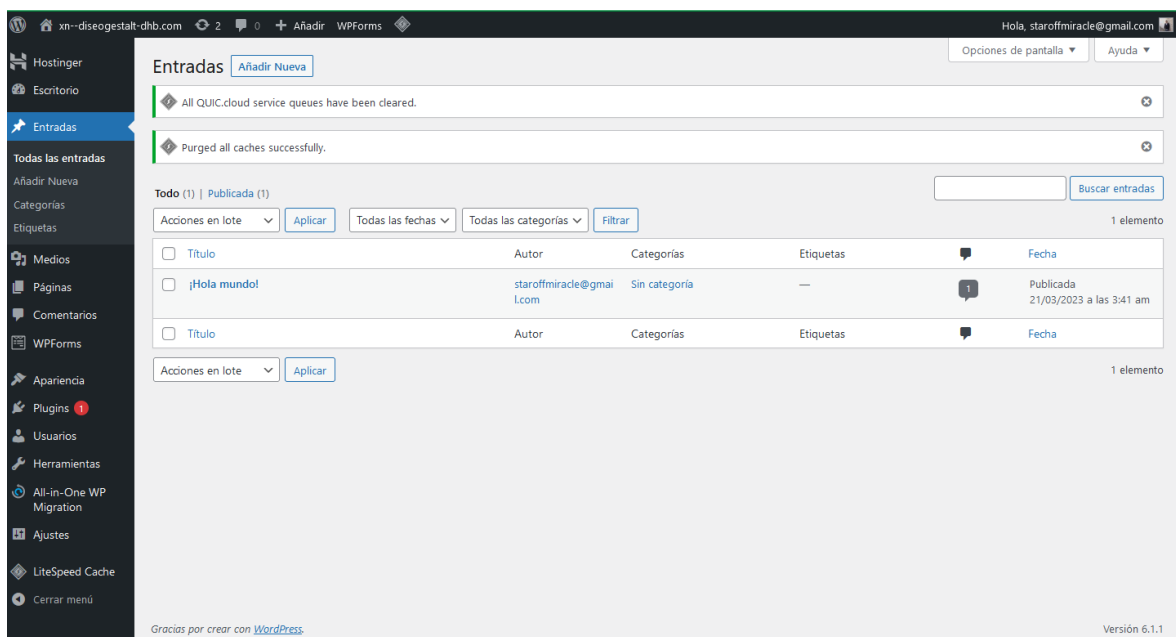 xn--diseogestalt-dhb.com 2 0 Añadir WPForms Hola, staroffmiracle@gmail.com
Hostinger
Escritorio
Entradas
Todas las entradas
Añadir Nueva
Categorías
Etiquetas
Medios
Páginas
Comentarios
WPForms
Apariencia
Plugins 1
Usuarios
Herramientas
All-in-One WP
Migration
Ajustes
LiteSpeed Cache
Cerrar menú
Opciones de pantalla Ayuda
Entradas Añadir Nueva
All QUIC.cloud service queues have been cleared.
Purged all caches successfully.
Todo (1) | Publicada (1) Buscar entradas
Acciones en lote Aplicar Todas las fechas Todas las categorías Filtrar 1 elemento
Título Autor Categorías Etiquetas Fecha
¡Hola mundo! staroffmiracle@gmai Sin categoría — 1 Publicada
l.com 21/03/2023 a las 3:41 am
Título Autor Categorías Etiquetas Fecha
Acciones en lote Aplicar 1 elemento
Gracias por crear con WordPress. Versión 6.1.1